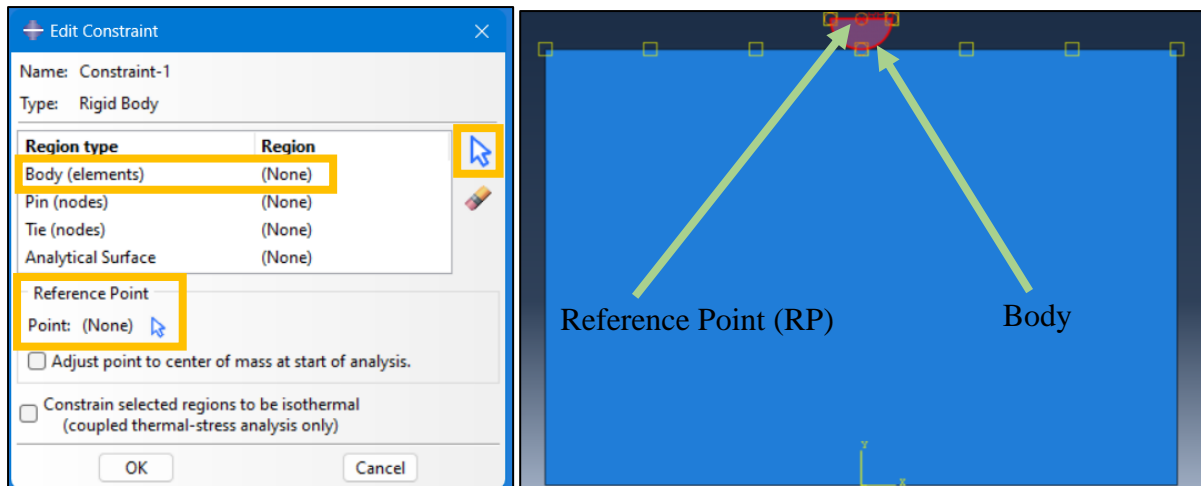 Edit Constraint
Name: Constraint-1
Type: Rigid Body
Region type Region
Body (elements) (None)
Pin (nodes) (None)
Tie (nodes) (None)
Analytical Surface (None)
Reference Point
Point: (None)
Adjust point to center of mass at start of analysis.
Constrain selected regions to be isothermal
(coupled thermal-stress analysis only)
OK Cancel
Reference Point (RP) Body
Y
X